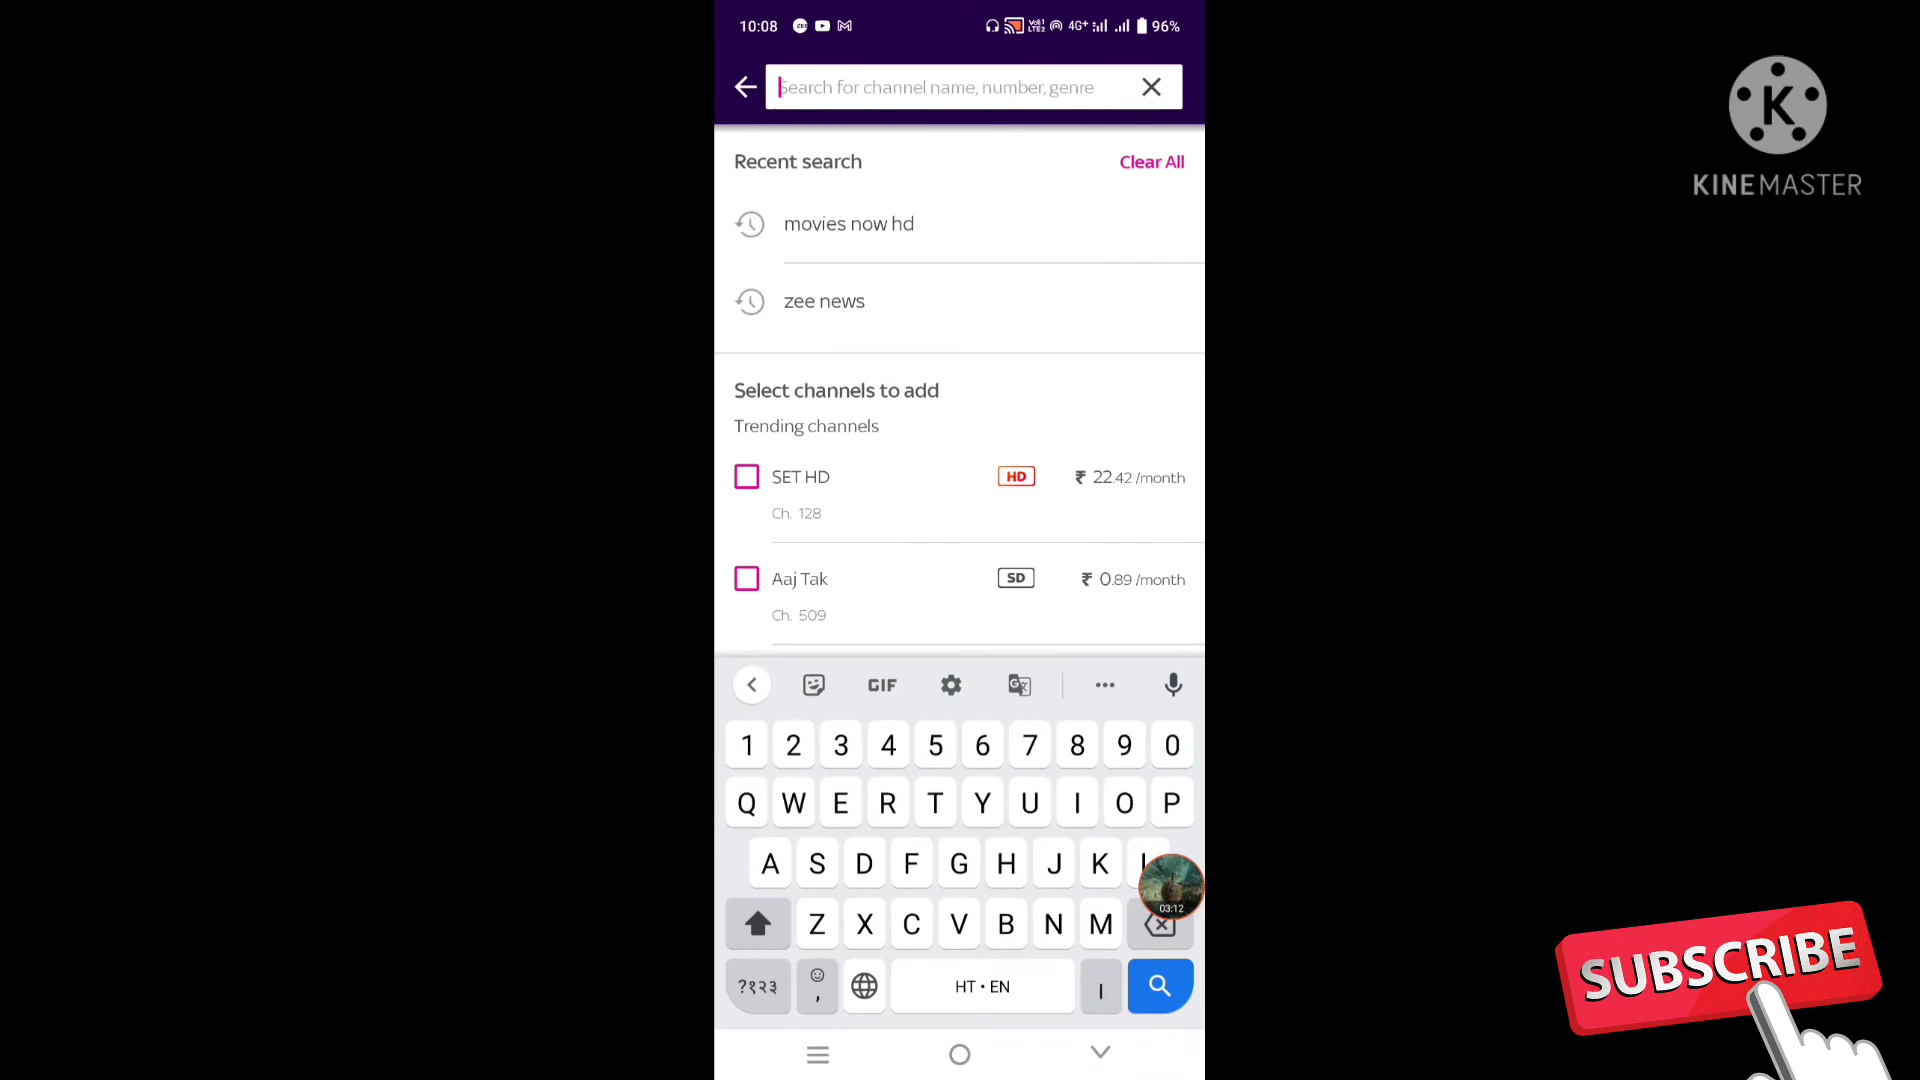 10:08 4G+ 96%
Search for channel name, number, genre
Recent search Clear All
movies now hd
zee news
Select channels to add
Trending channels
SET HD HD ₹ 22.42 /month
Ch. 128
Aaj Tak SD ₹ 0.89 /month
Ch. 509
GIF
1 2 3 4 5 6 7 8 9 0
Q W E R T Y U I O P
A S D F G H J K
03:12
Z X C V B N M
?१२३ , HT • EN ।
K
KINEMASTER
SUBSCRIBE